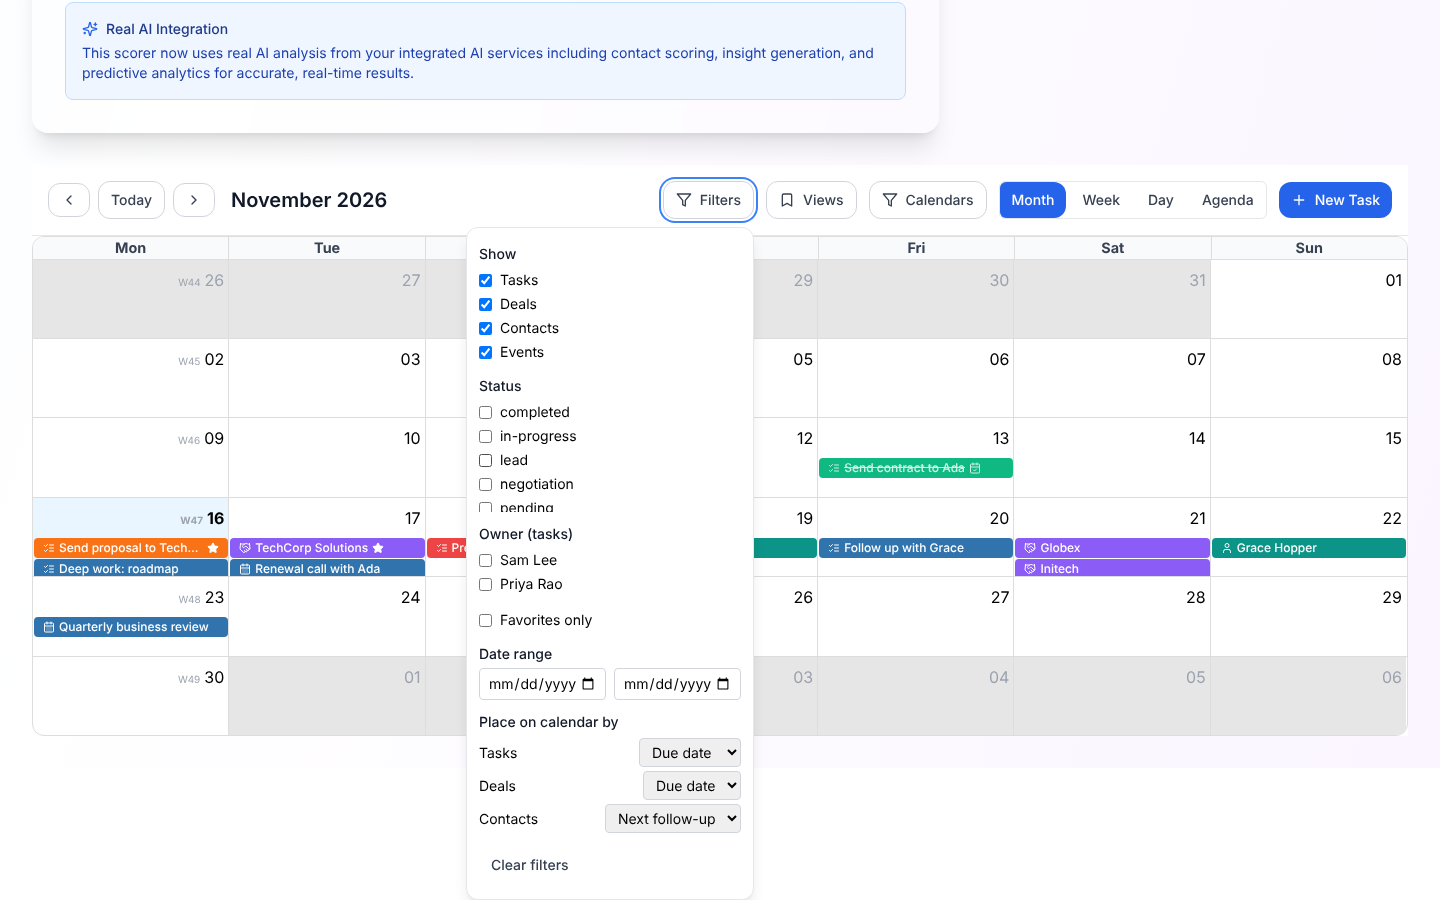 Real AI Integration
This scorer now uses real AI analysis from your integrated AI services including contact scoring, insight generation, and
predictive analytics for accurate, real-time results.
Today
November 2026
Filters
Views
Calendars
Month
Week
Day
Agenda
New Task
Mon
Tue
Fri
Sat
Sun
W44 26
27
29
30
31
01
W45 02
03
05
06
07
08
W46 09
10
12
13
14
15
Send contract to Ada
W47 16
17
19
20
21
22
Send proposal to Tech...
TechCorp Solutions
Follow up with Grace
Globex
Grace Hopper
Deep work: roadmap
Renewal call with Ada
Initech
W48 23
24
26
27
28
29
Quarterly business review
W49 30
01
03
04
05
06
Show
Tasks
Deals
Contacts
Events
Status
completed
in-progress
lead
negotiation
pending
Owner (tasks)
Sam Lee
Priya Rao
Favorites only
Date range
mm/dd/yyyy
mm/dd/yyyy
Place on calendar by
Tasks
Due date
Deals
Due date
Contacts
Next follow-up
Clear filters